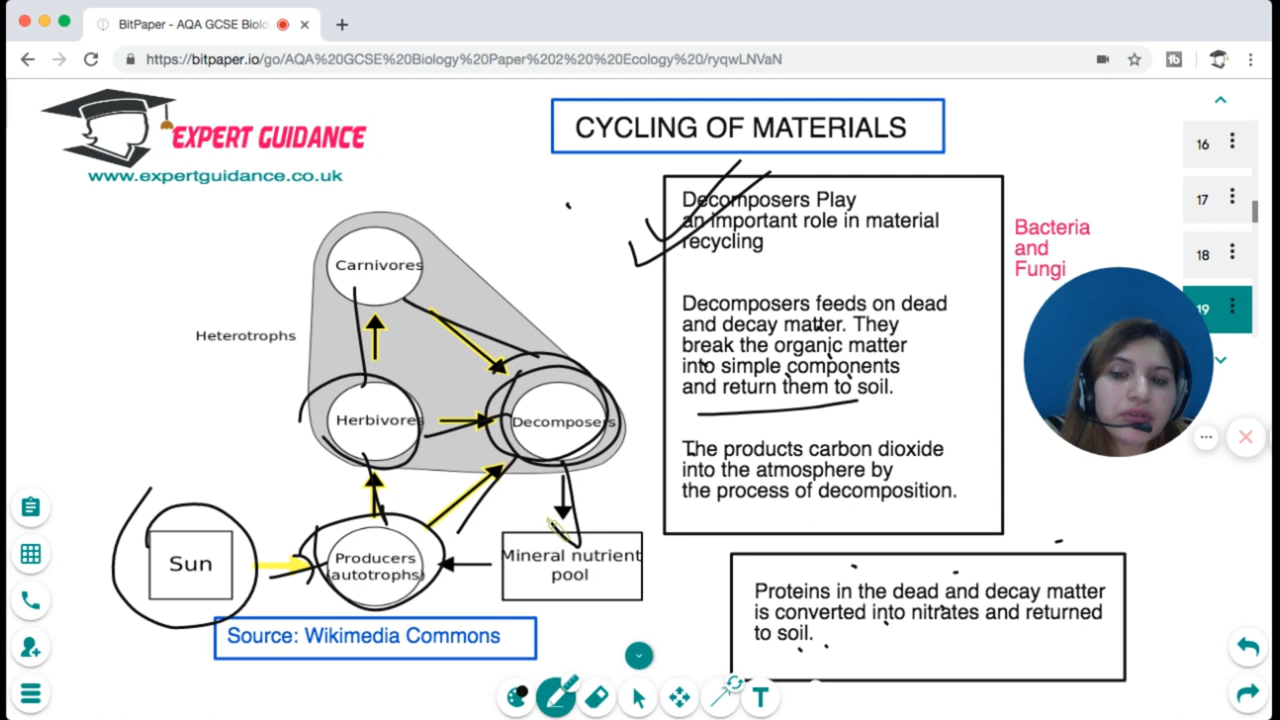 BitPaper - AQA GCSE Biolo
https://bitpaper.io/go/AQA%20GCSE%20Biology%20Paper%202%20%20Ecology%20/ryqwLNVaN
EXPERT GUIDANCE
www.expertguidance.co.uk
CYCLING OF MATERIALS
16
17
18
19
Decomposers Play
an important role in material
recycling
Decomposers feeds on dead
and decay matter. They
break the organic matter
into simple components
and return them to soil.
The products carbon dioxide
into the atmosphere by
the process of decomposition.
Bacteria
and
Fungi
Carnivores
Heterotrophs
Herbivores
Decomposers
Sun
Producers
(autotrophs)
Mineral nutrient
pool
Source: Wikimedia Commons
Proteins in the dead and decay matter
is converted into nitrates and returned
to soil.
T